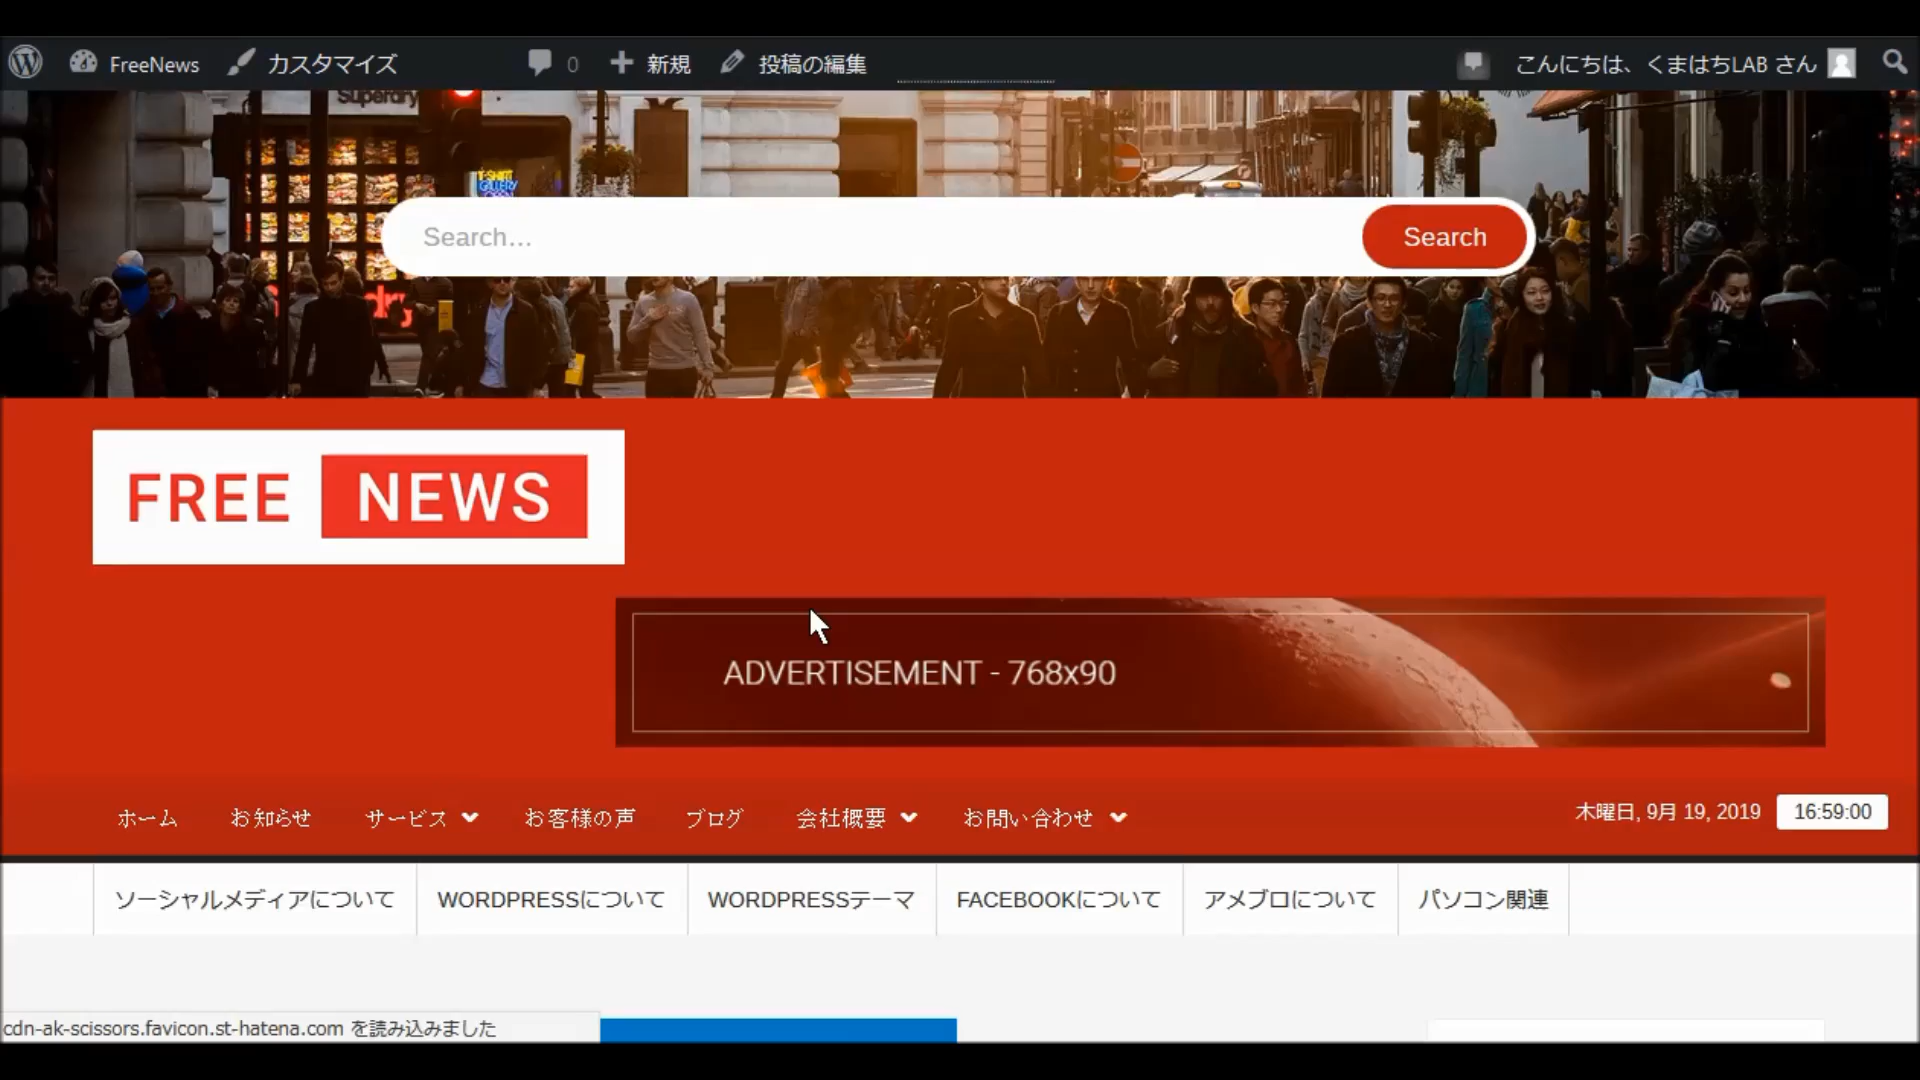 FreeNews カスタマイズ 0 新規 投稿の編集 こんにちは、くまはちLAB さん
Superdry
T-SHIRT
GALLERY
OPEN
Search... Search
FREE NEWS
ADVERTISEMENT - 768x90
ホーム お知らせ サービス お客様の声 ブログ 会社概要 お問い合わせ 木曜日, 9月 19, 2019 16:59:00
ソーシャルメディアについて WORDPRESSについて WORDPRESSテーマ FACEBOOKについて アメブロについて パソコン関連
cdn-ak-scissors.favicon.st-hatena.com を読み込みました